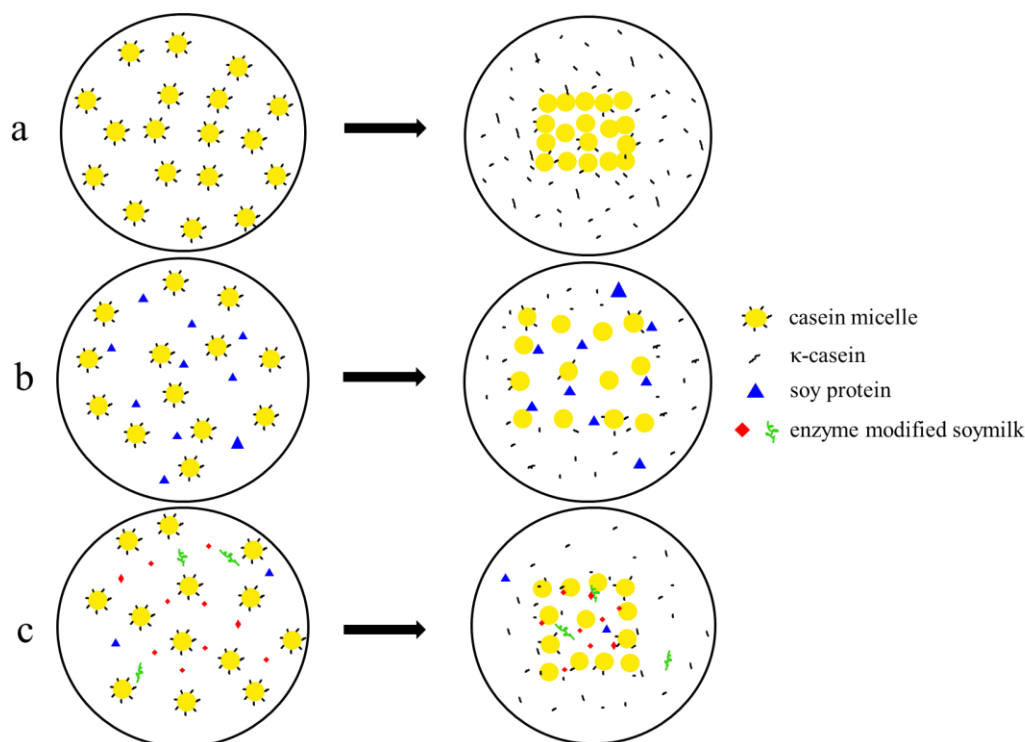 a
casein micelle
κ-casein
b
soy protein
enzyme modified soymilk
c